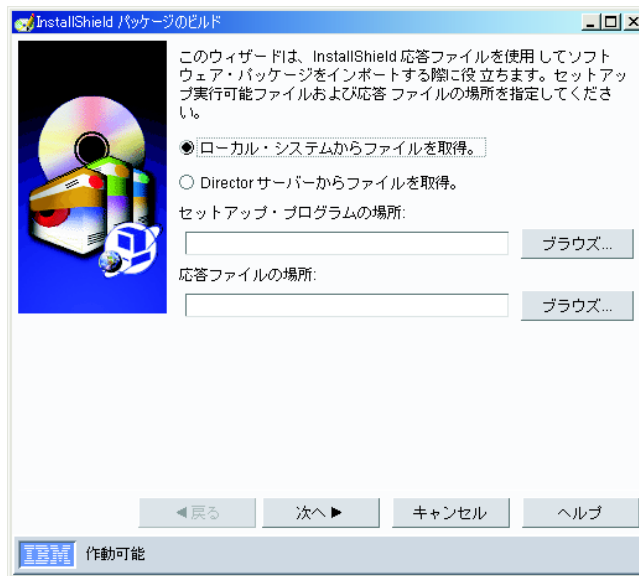 InstallShield パッケージのビルド
このウィザードは、InstallShield 応答ファイルを使用 してソフト
ウェア・パッケージをインポートする際に役 立ちます。セットアッ
プ実行可能ファイルおよび応答 ファイルの場所を指定してくださ
い。
ローカル・システムからファイルを取得。
Director サーバーからファイルを取得。
セットアップ・プログラムの場所:
ブラウズ...
応答ファイルの場所:
ブラウズ...
◀戻る 次へ▶ キャンセル ヘルプ
IBM 作動可能